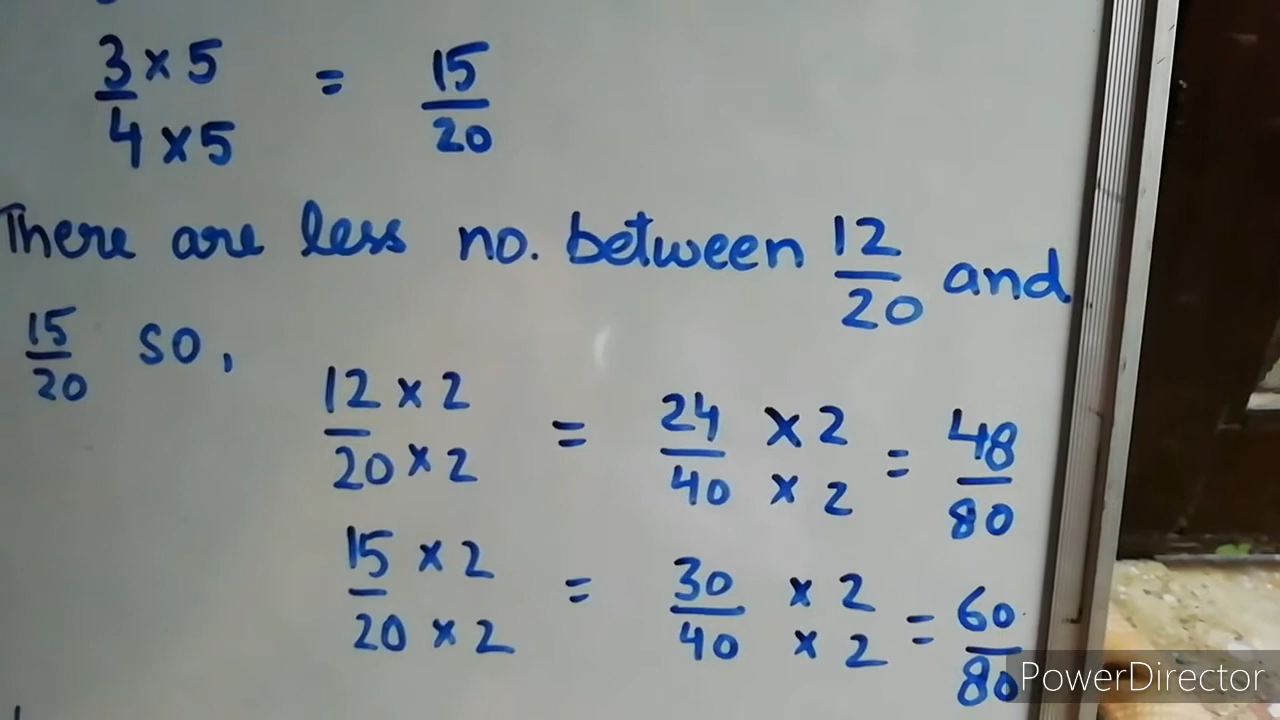 3 × 5 / 4 × 5 = 15/20
There are less no. between 12/20 and
15/20 so,
12 × 2 / 20 × 2 = 24 × 2 / 40 × 2 = 48/80
15 × 2 / 20 × 2 = 30 × 2 / 40 × 2 = 60/80
PowerDirector